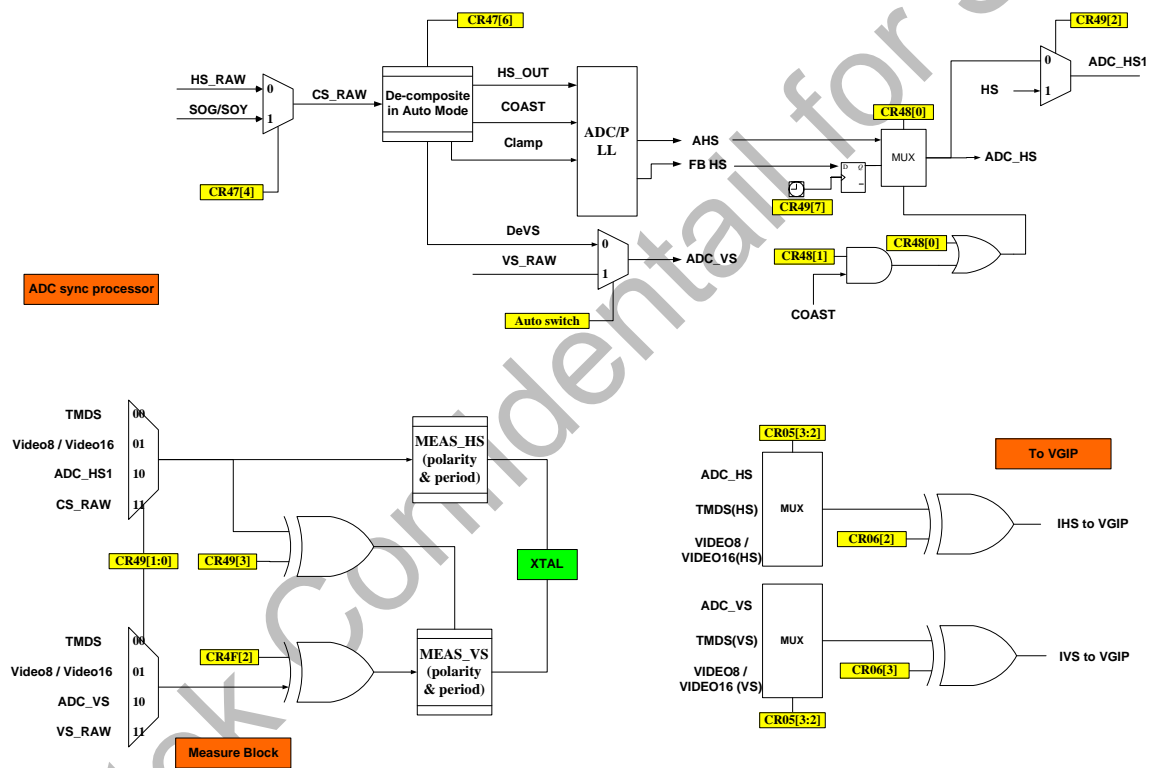 CR47[6]
CR49[2]
HS_RAW
0
SOG/SOY
1
CS_RAW
De-composite
in Auto Mode
HS_OUT
COAST
Clamp
ADC/P
LL
AHS
FB HS
CR48[0]
MUX
D Q
ADC_HS
0
HS
1
ADC_HS1
CR47[4]
CR49[7]
DeVS
0
VS_RAW
1
ADC_VS
CR48[1]
CR48[0]
COAST
ADC sync processor
Auto switch
TMDS
00
Video8 / Video16
01
ADC_HS1
10
CS_RAW
11
MEAS_HS
(polarity
& period)
CR49[1:0]
CR49[3]
XTAL
TMDS
00
Video8 / Video16
01
ADC_VS
10
VS_RAW
11
CR4F[2]
MEAS_VS
(polarity
& period)
Measure Block
CR05[3:2]
To VGIP
ADC_HS
TMDS(HS)
MUX
VIDEO8 /
VIDEO16(HS)
CR06[2]
IHS to VGIP
ADC_VS
TMDS(VS)
MUX
VIDEO8 /
VIDEO16 (VS)
CR06[3]
IVS to VGIP
CR05[3:2]
Confidentail for